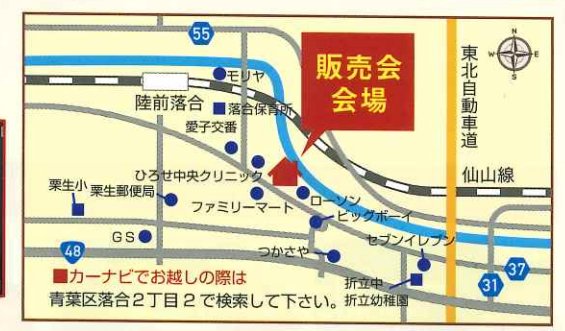 55
N
W
E
S
東北自動車道
販売会
会場
モリヤ
陸前落合
落合保育所
愛子交番
仙山線
ひろせ中央クリニック
栗生小
栗生郵便局
ファミリーマート
ローソン
ビッグボーイ
GS
セブンイレブン
つかさや
48
37
31
折立中
折立幼稚園
■カーナビでお越しの際は
青葉区落合2丁目2で検索して下さい。